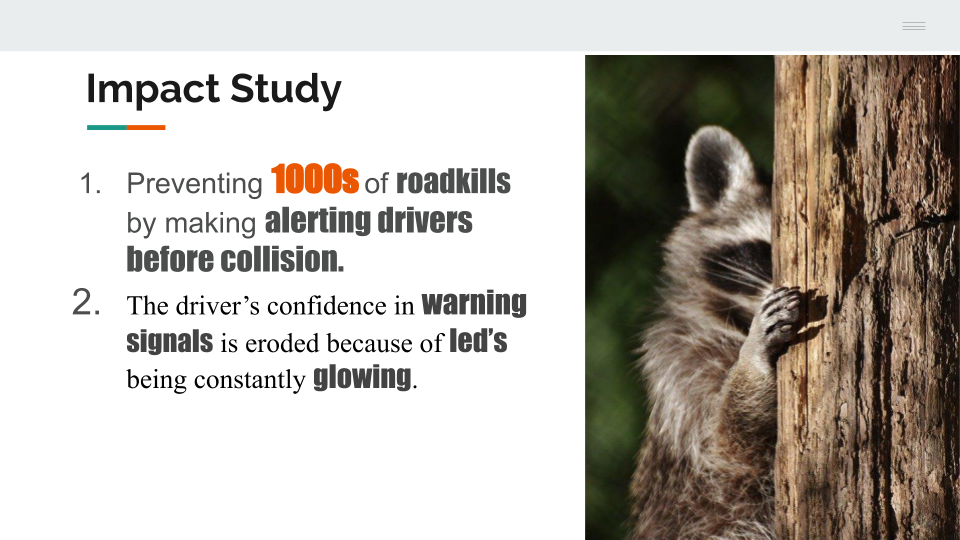 Impact Study
1. Preventing 1000s of roadkills
by making alerting drivers
before collision.
2. The driver’s confidence in warning
signals is eroded because of led’s
being constantly glowing.